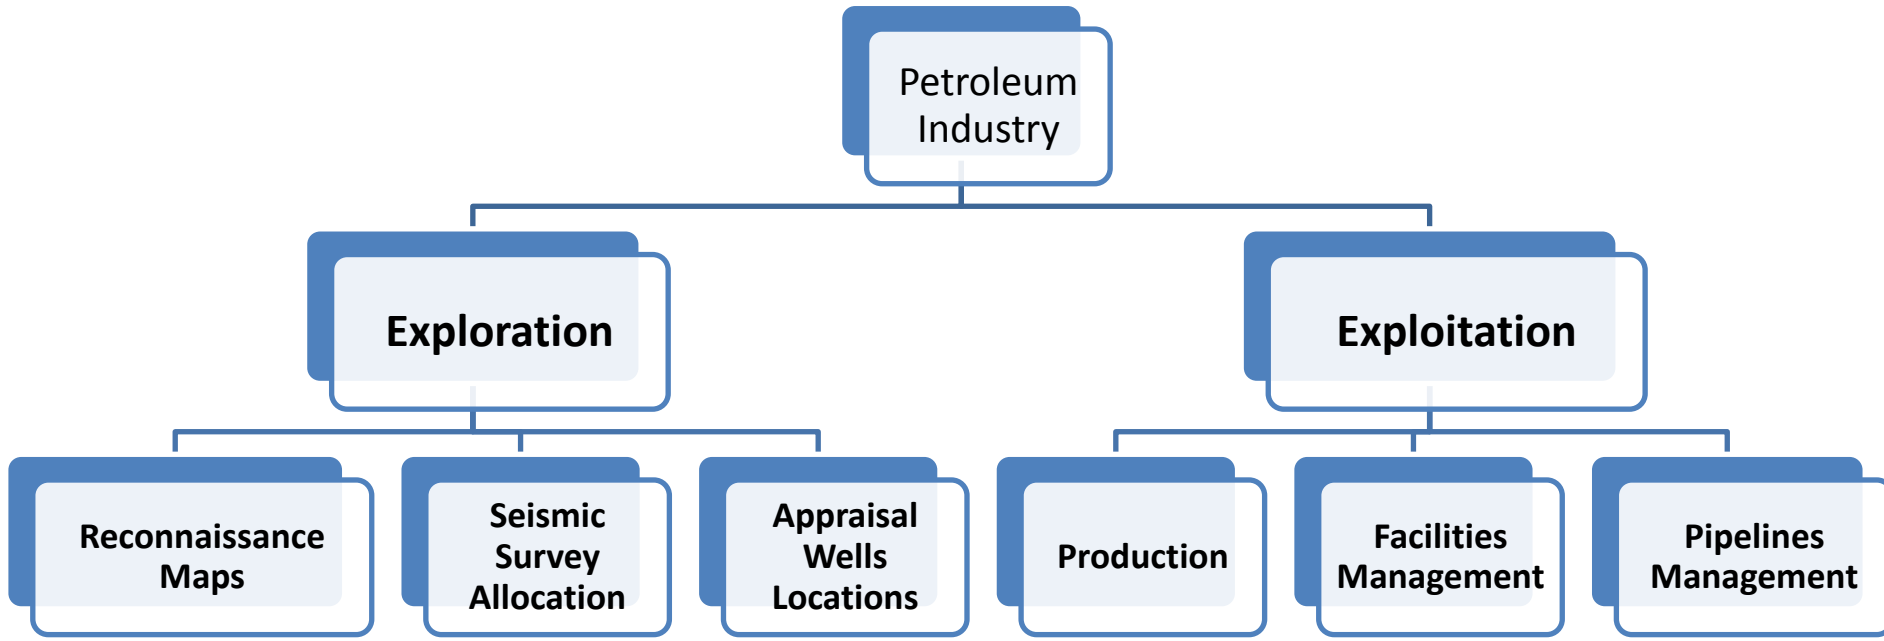 Petroleum
Industry
Exploration
Exploitation
Reconnaissance
Maps
Seismic
Survey
Allocation
Appraisal
Wells
Locations
Production
Facilities
Management
Pipelines
Management